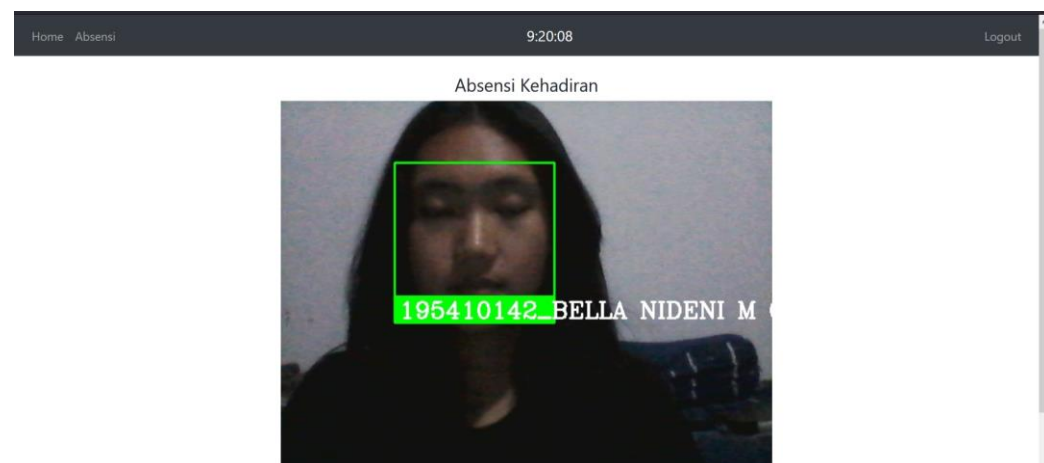 Home Absensi 9:20:08 Logout
Absensi Kehadiran
195410142_BELLA NIDENI M